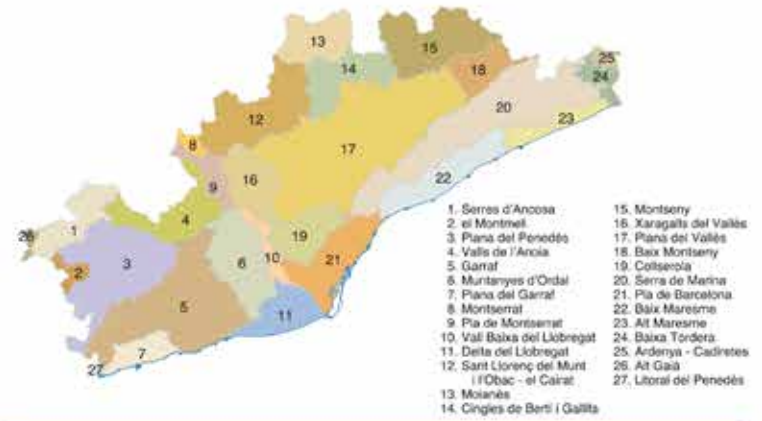 13
15
25
14
18
24
20
12
23
8
17
9
16
22
4
1
26
19
3
6
10
21
2
5
11
7
27
1. Serres d'Ancosa
2. el Montmell
3. Plana del Penedès
4. Valls de l'Anoia
5. Garraf
6. Muntanyes d'Ordal
7. Plana del Garraf
8. Montserrat
9. Pla de Montserrat
10. Vall Baixa del Llobregat
11. Delta del Llobregat
12. Sant Llorenç del Munt
i l'Obac - el Cairat
13. Moianès
14. Cingles de Bertí i Gallifa
15. Montseny
16. Xaragalls del Vallès
17. Plana del Vallès
18. Baix Montseny
19. Collserola
20. Serra de Marina
21. Pla de Barcelona
22. Baix Maresme
23. Alt Maresme
24. Baixa Tordera
25. Ardenya - Cadiretes
26. Alt Gaià
27. Litoral del Penedès